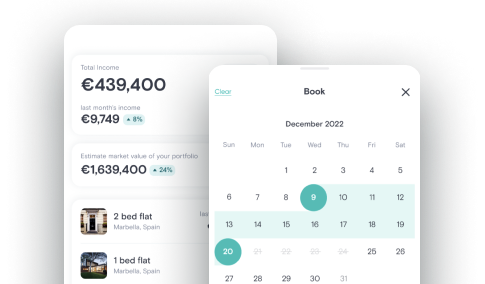 Total Income
€439,400
last month's income
€9,749 ▲ 8%
Estimate market value of your portfolio
€1,639,400 ▲ 24%
2 bed flat
Marbella, Spain
las
1 bed flat
Marbella, Spain
Clear
Book
December 2022
Sun Mon Tue Wed Thu Fri Sat
1 2 3 4 5
6 7 8 9 10 11 12
13 14 15 16 17 18 19
20 21 22 23 24 25 26
27 28 29 30 31